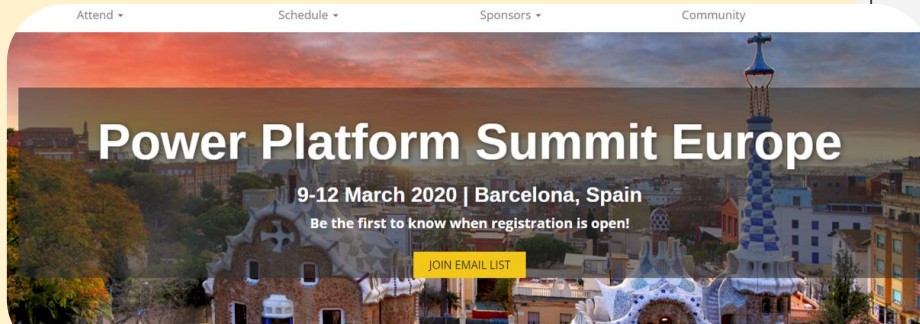 Attend
Schedule
Sponsors
Community
Power Platform Summit Europe
9-12 March 2020 | Barcelona, Spain
Be the first to know when registration is open!
JOIN EMAIL LIST